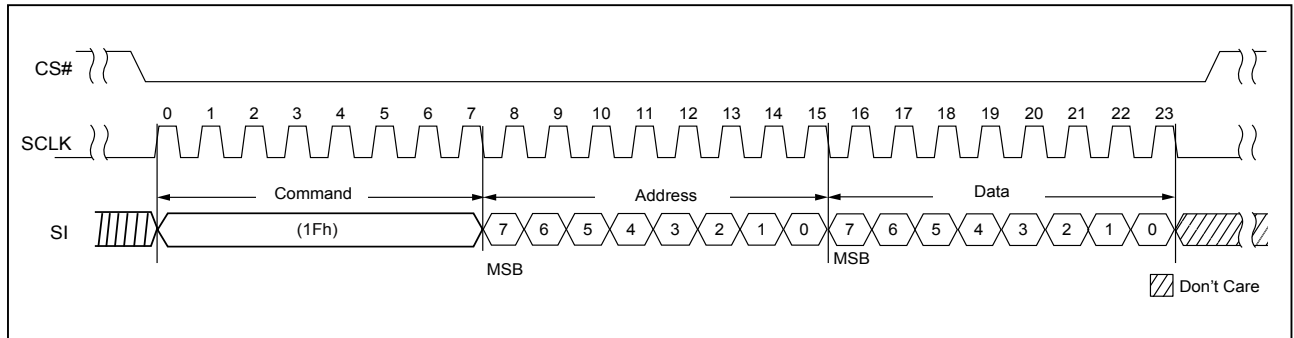 CS#
0 1 2 3 4 5 6 7 8 9 10 11 12 13 14 15 16 17 18 19 20 21 22 23
SCLK
Command Address Data
SI (1Fh) 7 6 5 4 3 2 1 0 7 6 5 4 3 2 1 0
MSB MSB
Don't Care